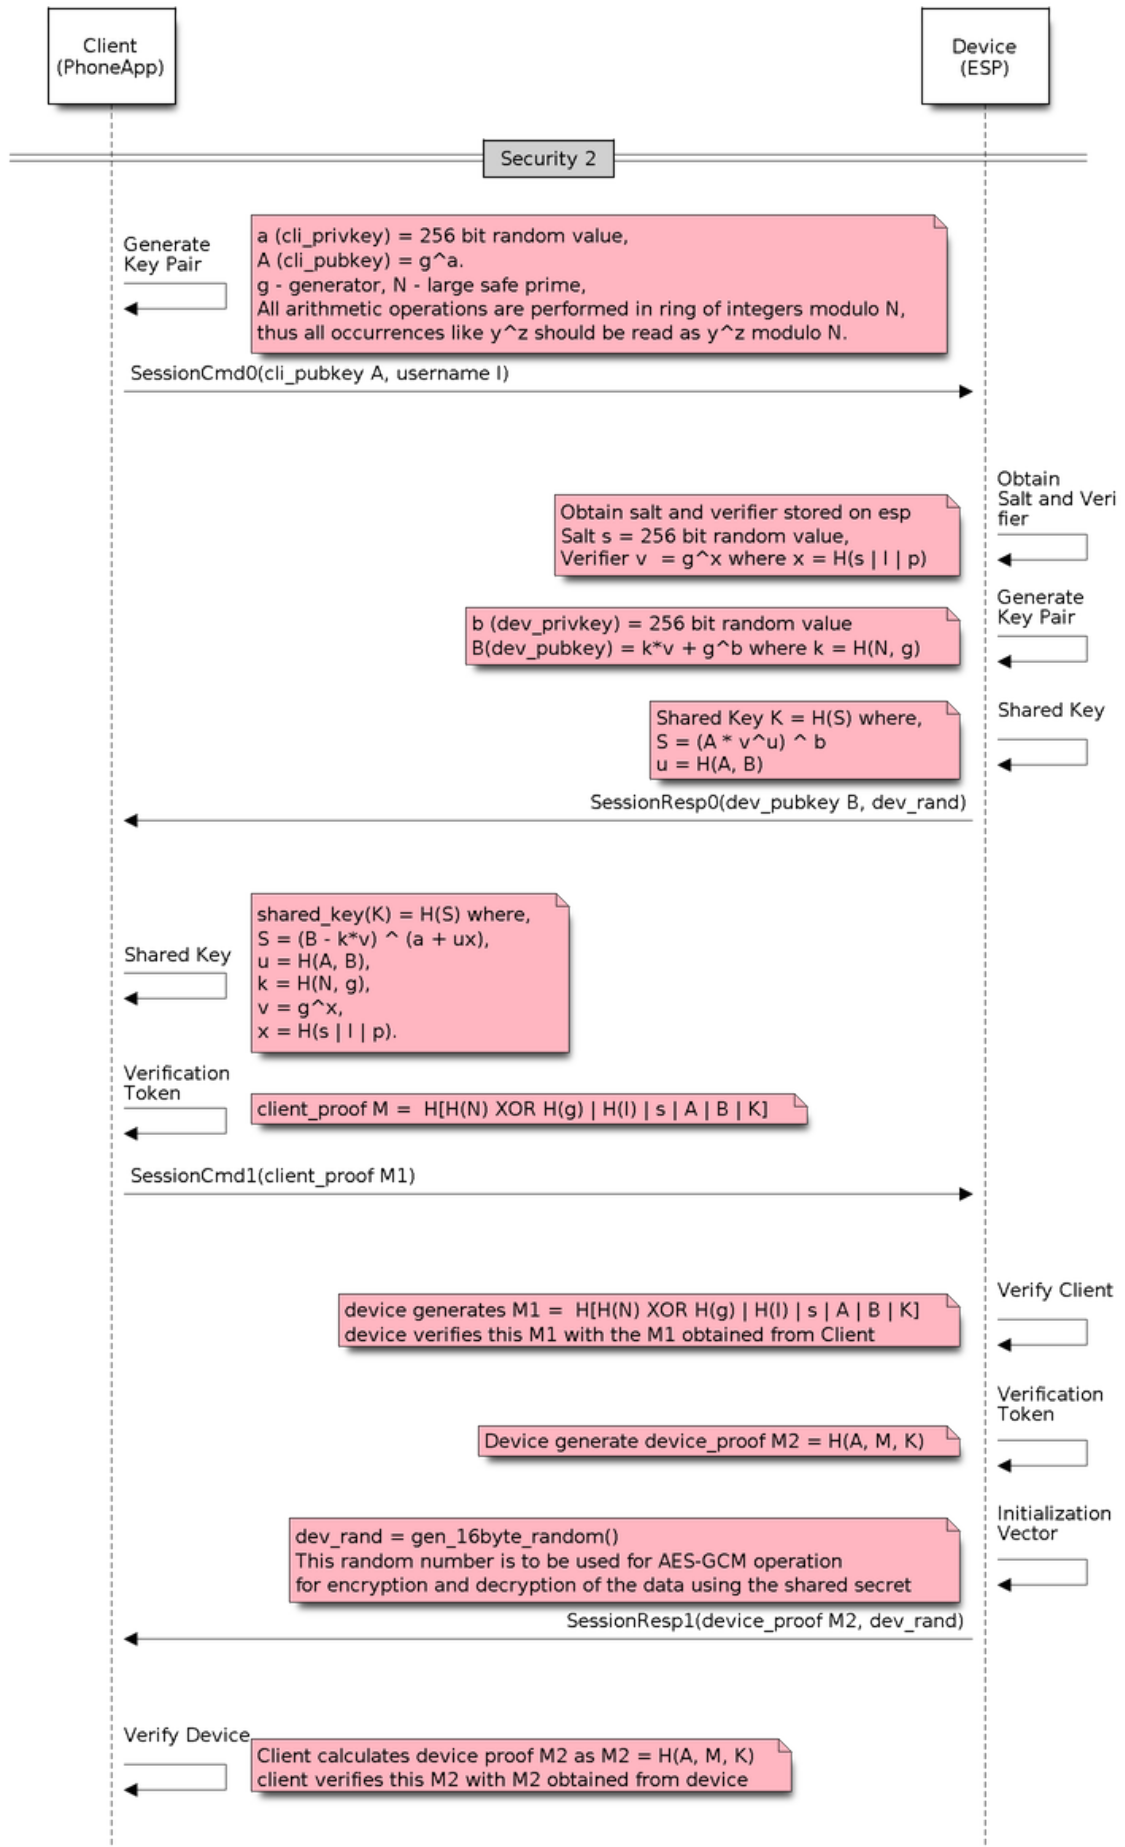 Client
(PhoneApp)
Device
(ESP)
Security 2
Generate
Key Pair
a (cli_privkey) = 256 bit random value,
A (cli_pubkey) = g^a.
g - generator, N - large safe prime,
All arithmetic operations are performed in ring of integers modulo N,
thus all occurrences like y^z should be read as y^z modulo N.
SessionCmd0(cli_pubkey A, username I)
Obtain
Salt and Veri
fier
Obtain salt and verifier stored on esp
Salt s = 256 bit random value,
Verifier v  = g^x where x = H(s | I | p)
Generate
Key Pair
b (dev_privkey) = 256 bit random value
B(dev_pubkey) = k*v + g^b where k = H(N, g)
Shared Key
Shared Key K = H(S) where,
S = (A * v^u) ^ b
u = H(A, B)
SessionResp0(dev_pubkey B, dev_rand)
Shared Key
shared_key(K) = H(S) where,
S = (B - k*v) ^ (a + ux),
u = H(A, B),
k = H(N, g),
v = g^x,
x = H(s | I | p).
Verification
Token
client_proof M =  H[H(N) XOR H(g) | H(I) | s | A | B | K]
SessionCmd1(client_proof M1)
Verify Client
device generates M1 =  H[H(N) XOR H(g) | H(I) | s | A | B | K]
device verifies this M1 with the M1 obtained from Client
Verification
Token
Device generate device_proof M2 = H(A, M, K)
Initialization
Vector
dev_rand = gen_16byte_random()
This random number is to be used for AES-GCM operation
for encryption and decryption of the data using the shared secret
SessionResp1(device_proof M2, dev_rand)
Verify Device
Client calculates device proof M2 as M2 = H(A, M, K)
client verifies this M2 with M2 obtained from device